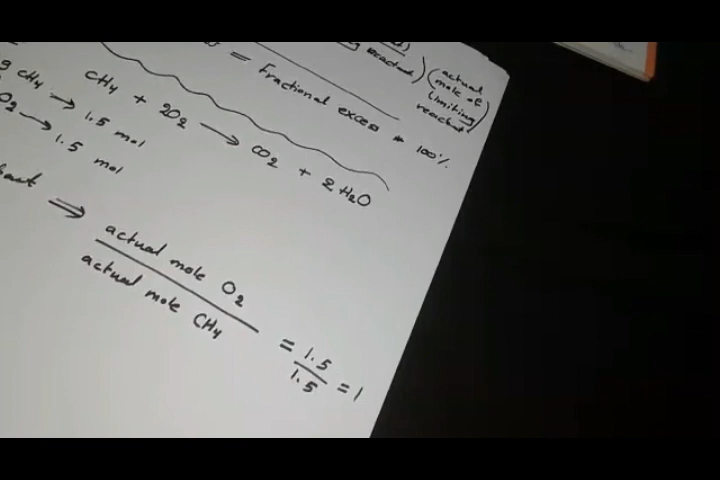 actual
mole of
limiting
reactant
reactant
= Fractional excess * 100%
CH4 + 2O2 → CO2 + 2H2O
g CH4 → 1.5 mol
O2 → 1.5 mol
⇒ actual mole O2
actual mole CH4
= 1.5
1.5
= 1